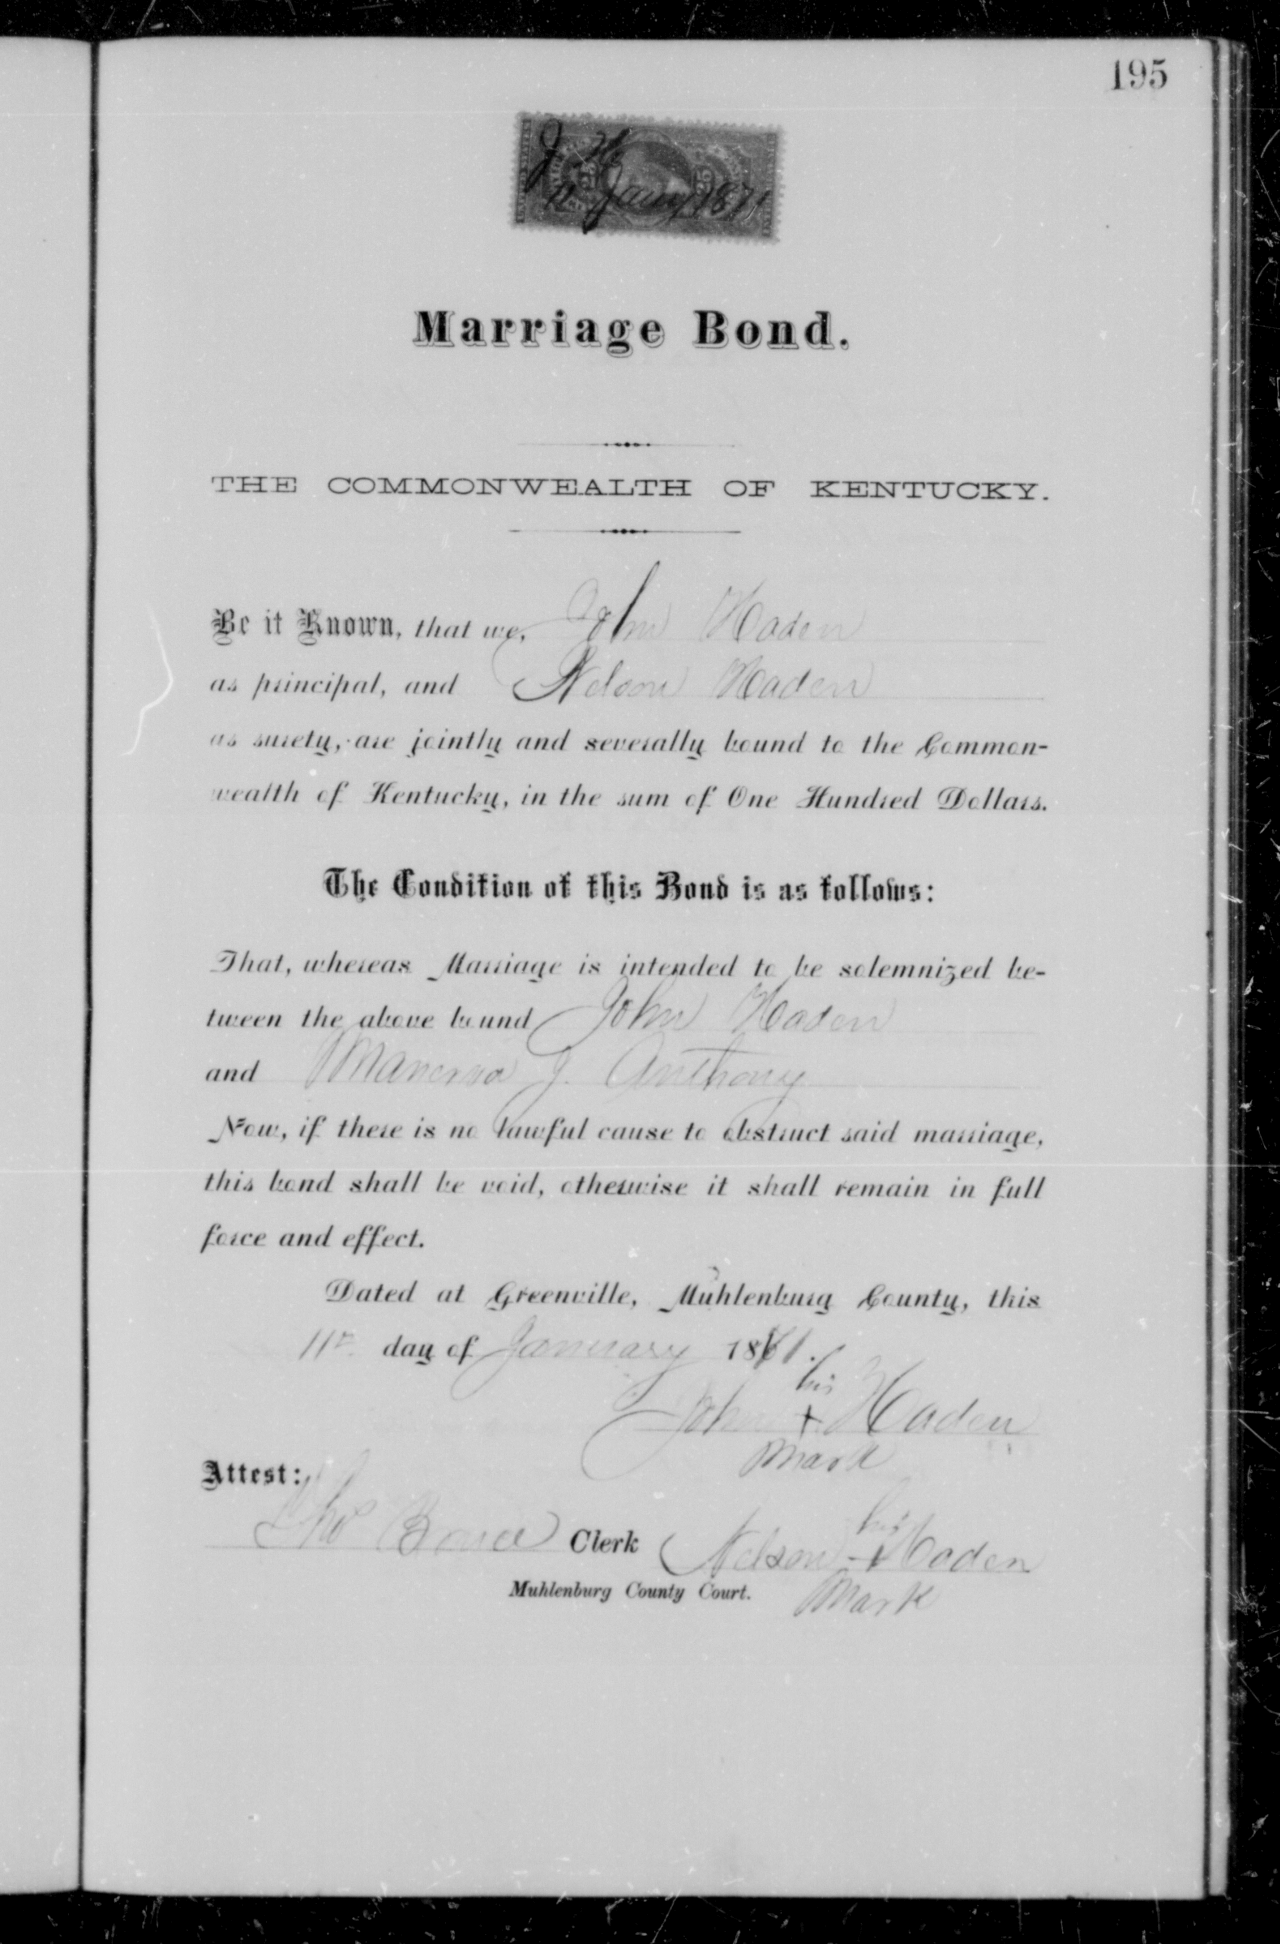 195
J. H.
11 Jany 1871
Marriage Bond.
THE COMMONWEALTH OF KENTUCKY.
Be it Known, that we, John Haden
as principal, and Nelson Haden
as surety, are jointly and severally bound to the Common-
wealth of Kentucky, in the sum of One Hundred Dollars.
The Condition of this Bond is as follows:
That, whereas Marriage is intended to be solemnized be-
tween the above bound John Haden
and Manerva J. Anthony
Now, if there is no lawful cause to obstruct said marriage,
this bond shall be void, otherwise it shall remain in full
force and effect.
Dated at Greenville, Muhlenburg County, this
11th day of January 1871.
his
John + Haden
mark
Attest:
Tho Bruce Clerk
Muhlenburg County Court.
his
Nelson + Haden
mark